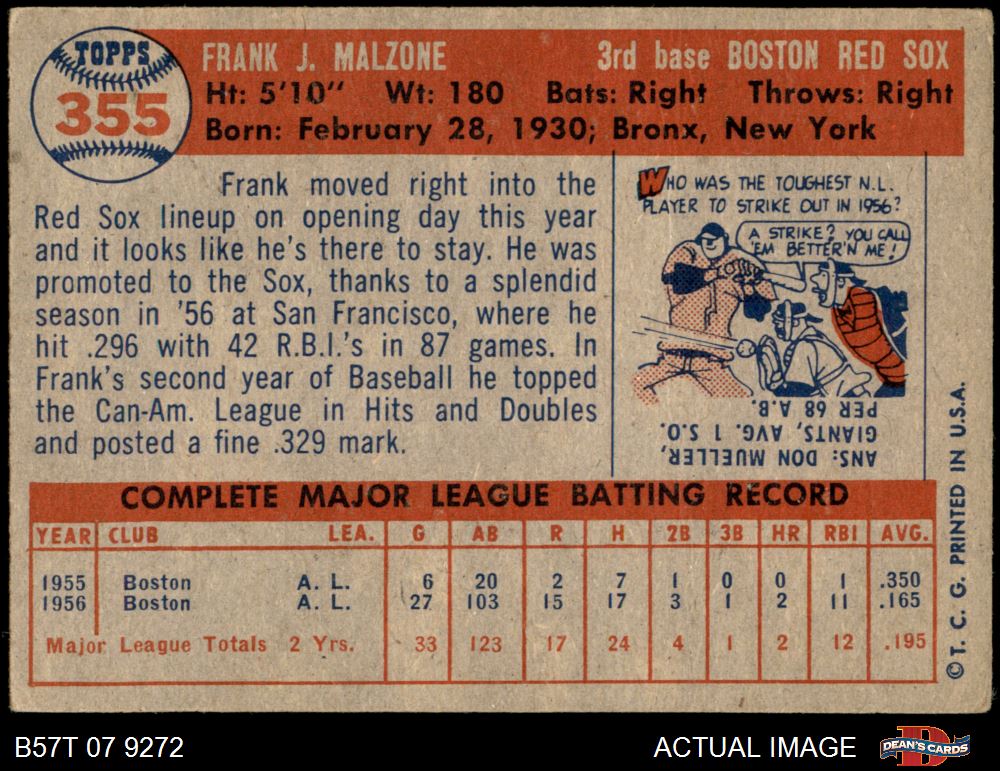 TOPPS
355
FRANK J. MALZONE 3rd base BOSTON RED SOX
Ht: 5'10" Wt: 180 Bats: Right Throws: Right
Born: February 28, 1930; Bronx, New York
Frank moved right into the
Red Sox lineup on opening day this year
and it looks like he's there to stay. He was
promoted to the Sox, thanks to a splendid
season in '56 at San Francisco, where he
hit .296 with 42 R.B.I.'s in 87 games. In
Frank's second year of Baseball he topped
the Can-Am. League in Hits and Doubles
and posted a fine .329 mark.
WHO WAS THE TOUGHEST N.L.
PLAYER TO STRIKE OUT IN 1956?
A STRIKE? YOU CALL
'EM BETTER'N ME!
ANS: DON MUELLER,
GIANTS, AVG. 1 S.O.
PER 68 A.B.
COMPLETE MAJOR LEAGUE BATTING RECORD
YEAR CLUB LEA. G AB R H 2B 3B HR RBI AVG.
1955 Boston A. L. 6 20 2 7 1 0 0 1 .350
1956 Boston A. L. 27 103 15 17 3 1 2 11 .165
Major League Totals 2 Yrs. 33 123 17 24 4 1 2 12 .195
© T. C. G. PRINTED IN U.S.A.
B57T 07 9272
ACTUAL IMAGE
D
DEAN'S CARDS